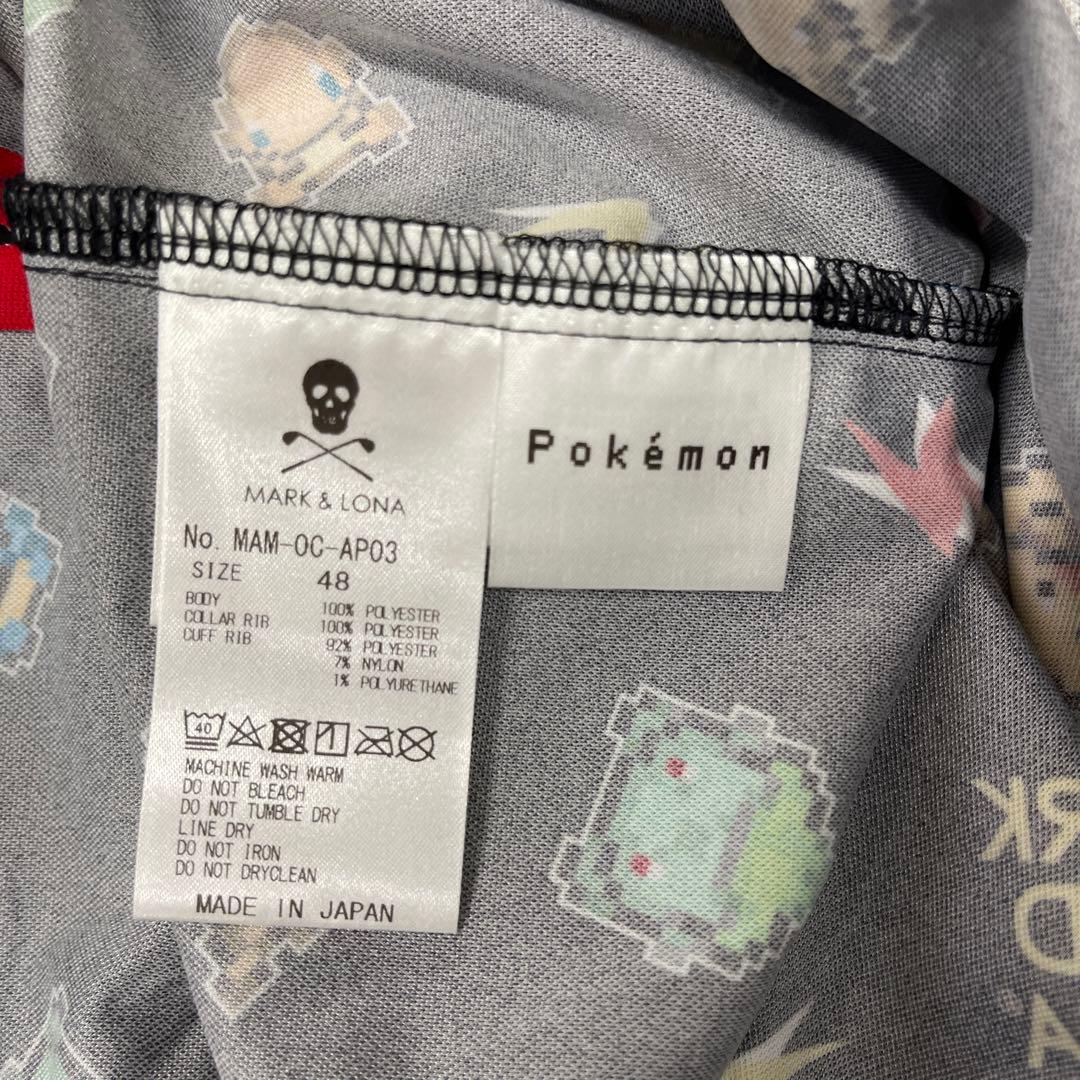 MARK & LONA
No. MAM-OC-AP03
SIZE 48
BODY 100% POLYESTER
COLLAR RIB 100% POLYESTER
CUFF RIB 92% POLYESTER
7% NYLON
1% POLYURETHANE
40
MACHINE WASH WARM
DO NOT BLEACH
DO NOT TUMBLE DRY
LINE DRY
DO NOT IRON
DO NOT DRYCLEAN
MADE IN JAPAN
Pokémon